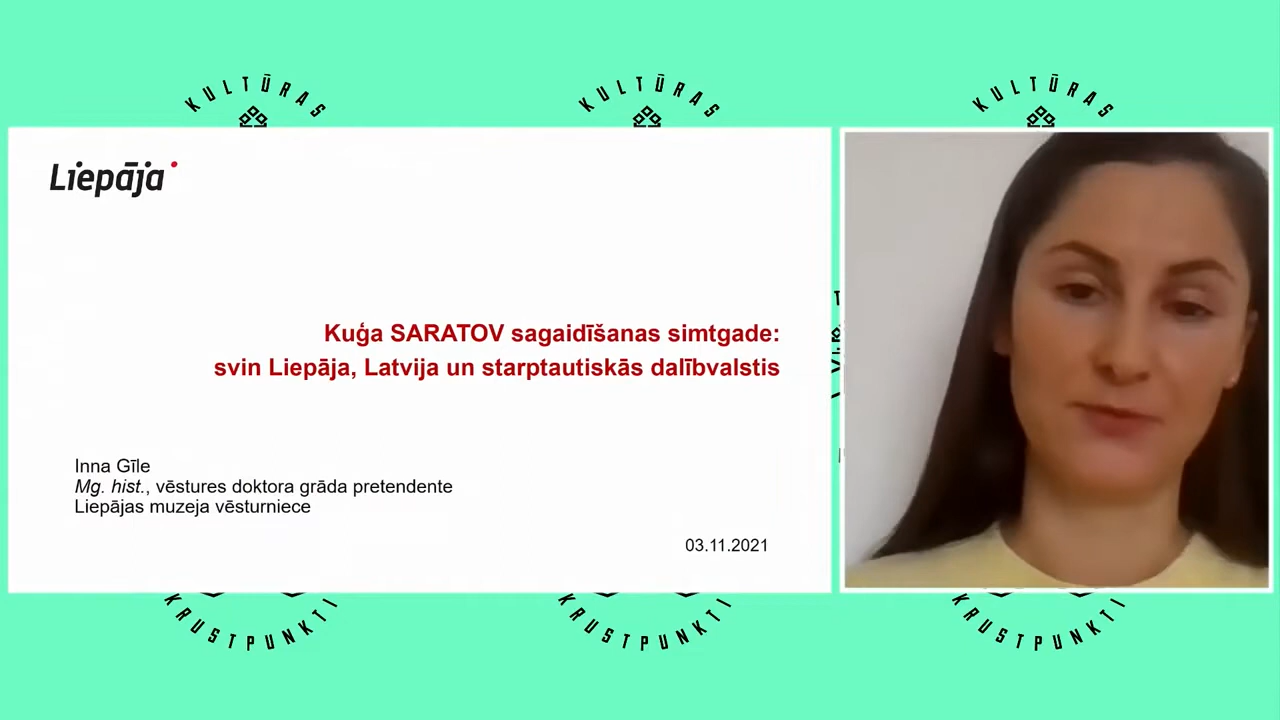 KULTŪRAS
KULTŪRAS
KULTŪRAS
Liepāja
Kuģa SARATOV sagaidīšanas simtgade:
svin Liepāja, Latvija un starptautiskās dalībvalstis
Inna Gīle
Mg. hist., vēstures doktora grāda pretendente
Liepājas muzeja vēsturniece
03.11.2021
KRUSTPUNKTI
KRUSTPUNKTI
KRUSTPUNKTI